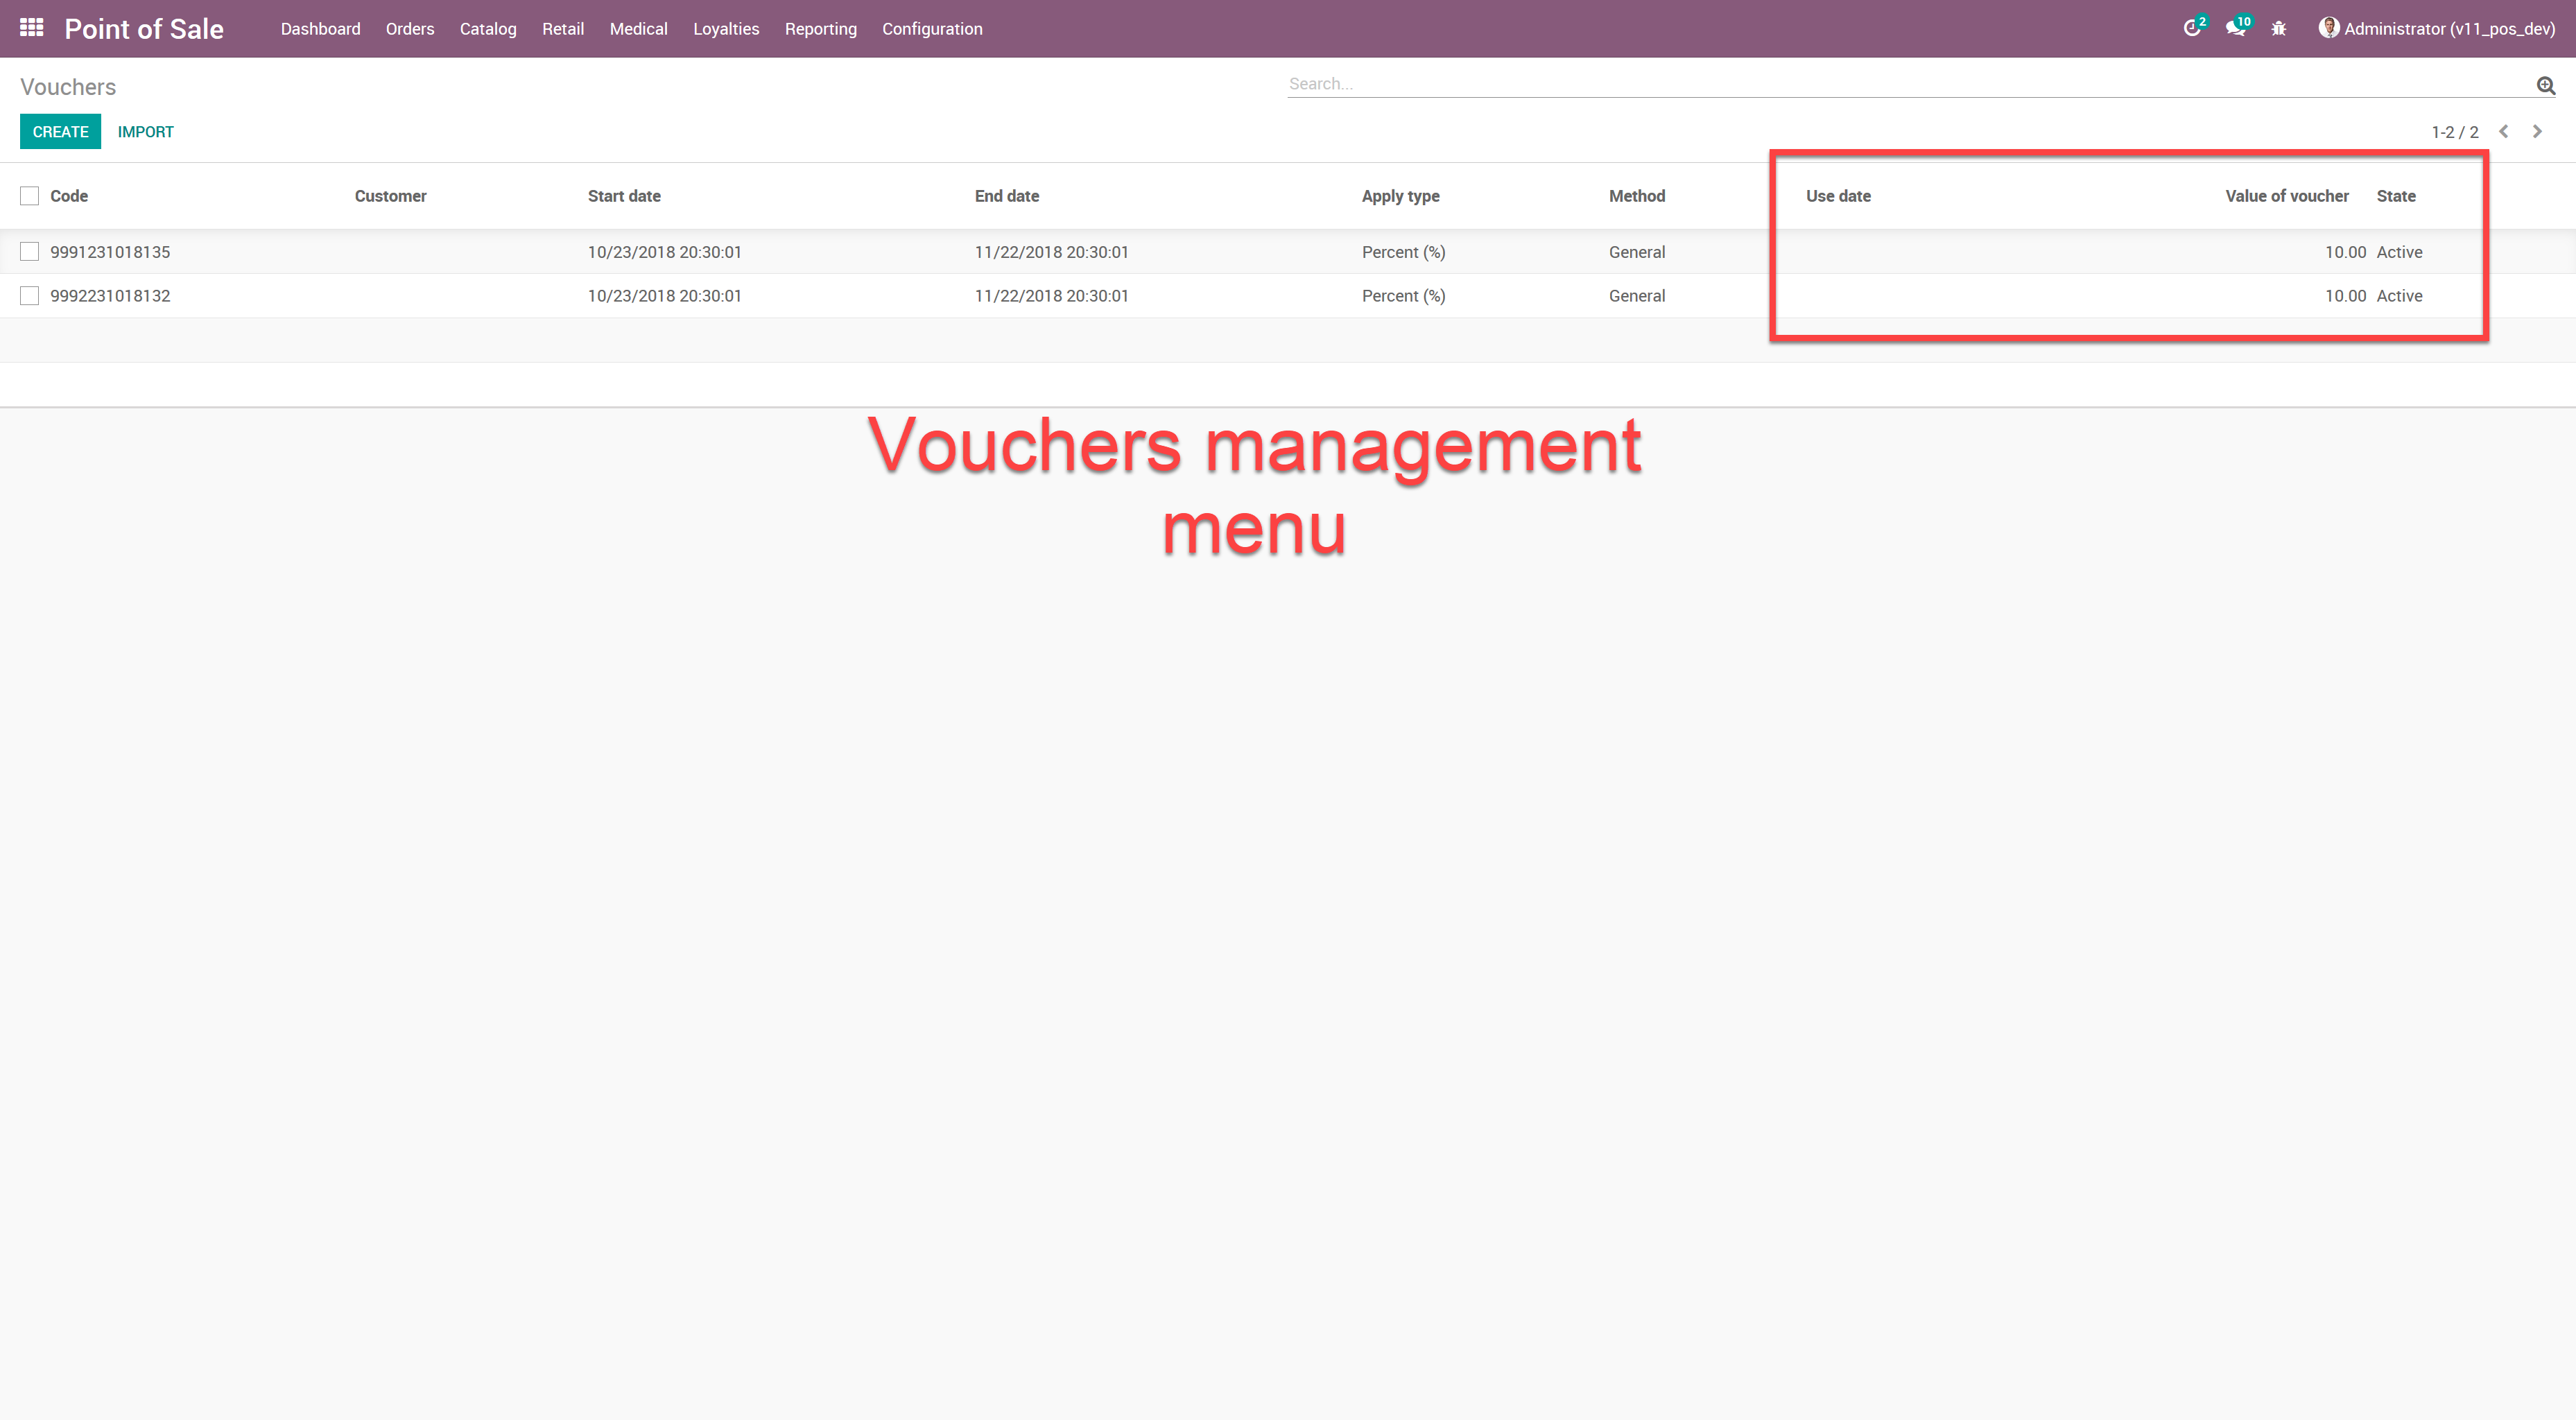 Point of Sale Dashboard Orders Catalog Retail Medical Loyalties Reporting Configuration 2 10 Administrator (v11_pos_dev)
Vouchers Search...
CREATE IMPORT 1-2 / 2
Code Customer Start date End date Apply type Method Use date Value of voucher State
9991231018135 10/23/2018 20:30:01 11/22/2018 20:30:01 Percent (%) General 10.00 Active
9992231018132 10/23/2018 20:30:01 11/22/2018 20:30:01 Percent (%) General 10.00 Active
Vouchers management
menu